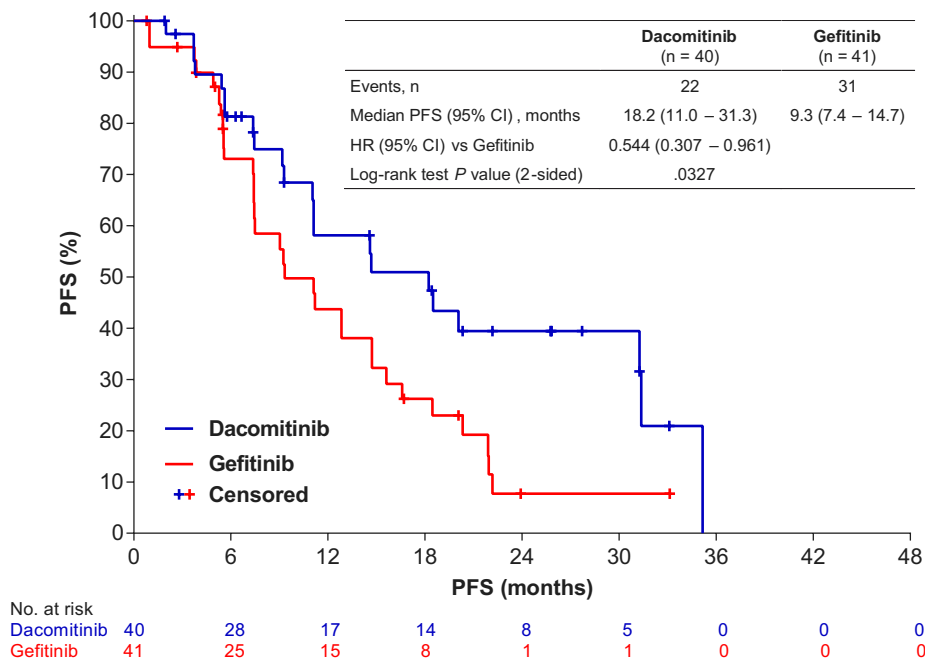 Dacomitinib Gefitinib
(n = 40) (n = 41)
Events, n 22 31
Median PFS (95% CI) , months 18.2 (11.0 – 31.3) 9.3 (7.4 – 14.7)
HR (95% CI) vs Gefitinib 0.544 (0.307 – 0.961)
Log-rank test P value (2-sided) .0327
PFS (%)
100
90
80
70
60
50
40
30
20
10
0
Dacomitinib
Gefitinib
Censored
0 6 12 18 24 30 36 42 48
PFS (months)
No. at risk
Dacomitinib 40 28 17 14 8 5 0 0 0
Gefitinib 41 25 15 8 1 1 0 0 0